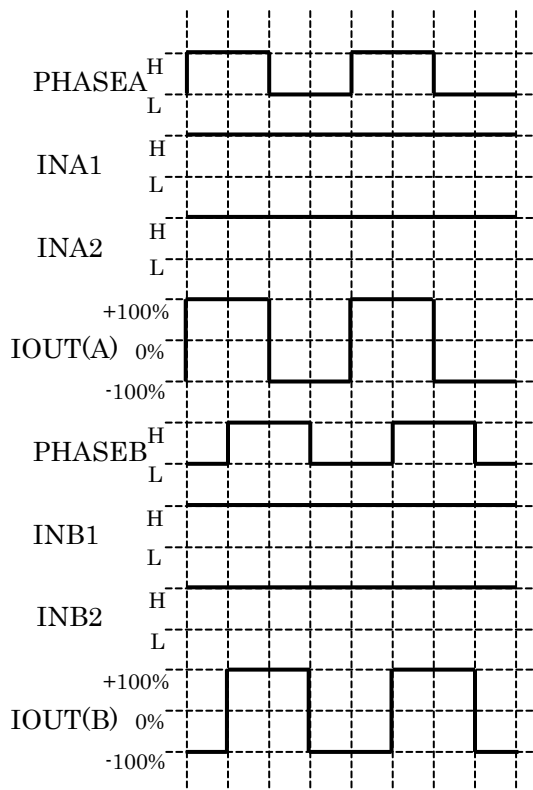 PHASEA H
L
INA1 H
L
INA2 H
L
+100%
IOUT(A) 0%
-100%
PHASEB H
L
INB1 H
L
INB2 H
L
+100%
IOUT(B) 0%
-100%